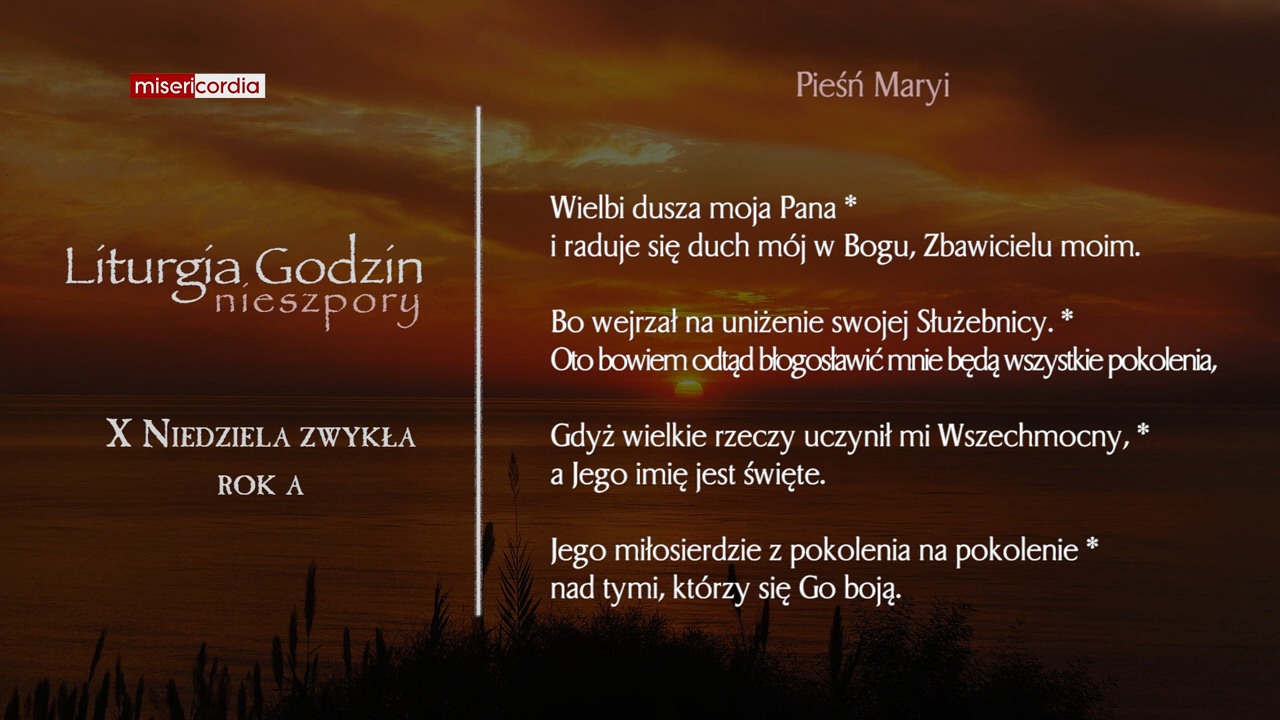 misericordia
Liturgia Godzin
nieszpory
X Niedziela zwykła
rok a
Pieśń Maryi
Wielbi dusza moja Pana *
i raduje się duch mój w Bogu, Zbawicielu moim.
Bo wejrzał na uniżenie swojej Służebnicy. *
Oto bowiem odtąd błogosławić mnie będą wszystkie pokolenia,
Gdyż wielkie rzeczy uczynił mi Wszechmocny, *
a Jego imię jest święte.
Jego miłosierdzie z pokolenia na pokolenie *
nad tymi, którzy się Go boją.